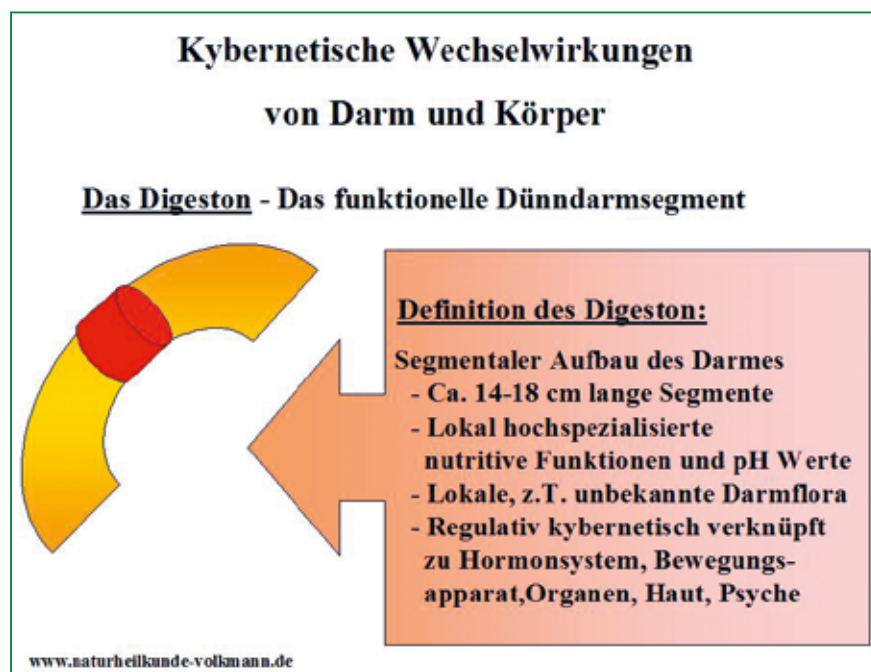 Kybernetische Wechselwirkungen
von Darm und Körper
Das Digeston - Das funktionelle Dünndarmsegment
Definition des Digeston:
Segmentaler Aufbau des Darmes
- Ca. 14-18 cm lange Segmente
- Lokal hochspezialisierte
nutritive Funktionen und pH Werte
- Lokale, z.T. unbekannte Darmflora
- Regulativ kybernetisch verknüpft
zu Hormonsystem, Bewegungs-
apparat,Organen, Haut, Psyche
www.naturheilkunde-volkmann.de